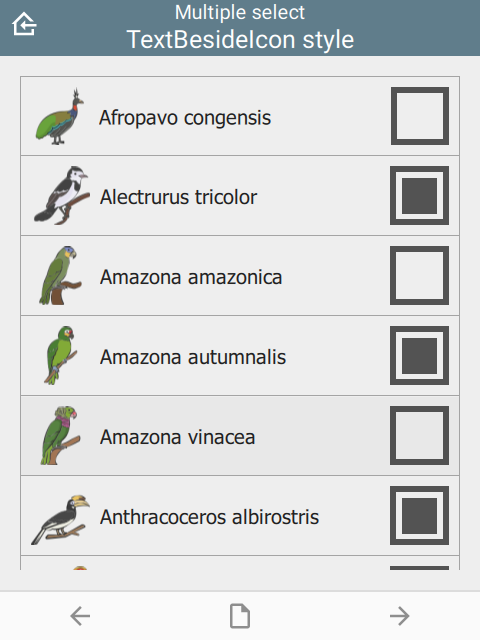 Multiple select
TextBesideIcon style
Afropavo congensis
Alectrurus tricolor
Amazona amazonica
Amazona autumnalis
Amazona vinacea
Anthracoceros albirostris